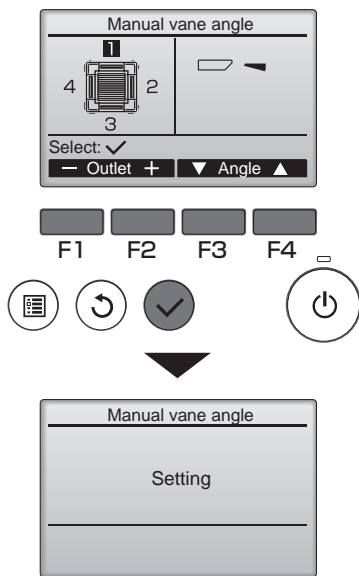 Manual vane angle
1
4
2
3
Select:
− Outlet + ▼ Angle ▲
F1 F2 F3 F4
Manual vane angle
Setting